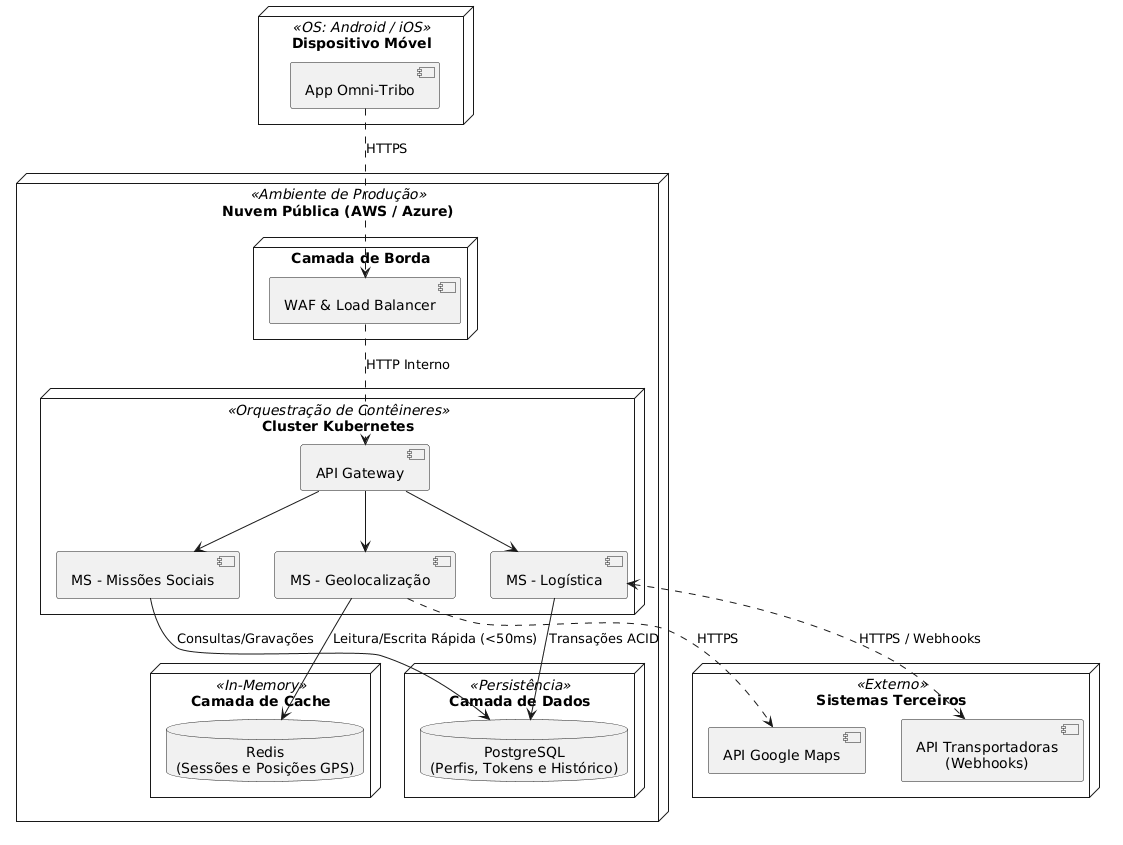 «OS: Android / iOS»
Dispositivo Móvel
App Omni-Tribo
HTTPS
«Ambiente de Produção»
Nuvem Pública (AWS / Azure)
Camada de Borda
WAF & Load Balancer
HTTP Interno
«Orquestração de Contêineres»
Cluster Kubernetes
API Gateway
MS - Missões Sociais
MS - Geolocalização
MS - Logística
Consultas/Gravações
Leitura/Escrita Rápida (<50ms)
Transações ACID
HTTPS
HTTPS / Webhooks
«In-Memory»
Camada de Cache
Redis
(Sessões e Posições GPS)
«Persistência»
Camada de Dados
PostgreSQL
(Perfis, Tokens e Histórico)
«Externo»
Sistemas Terceiros
API Google Maps
API Transportadoras
(Webhooks)